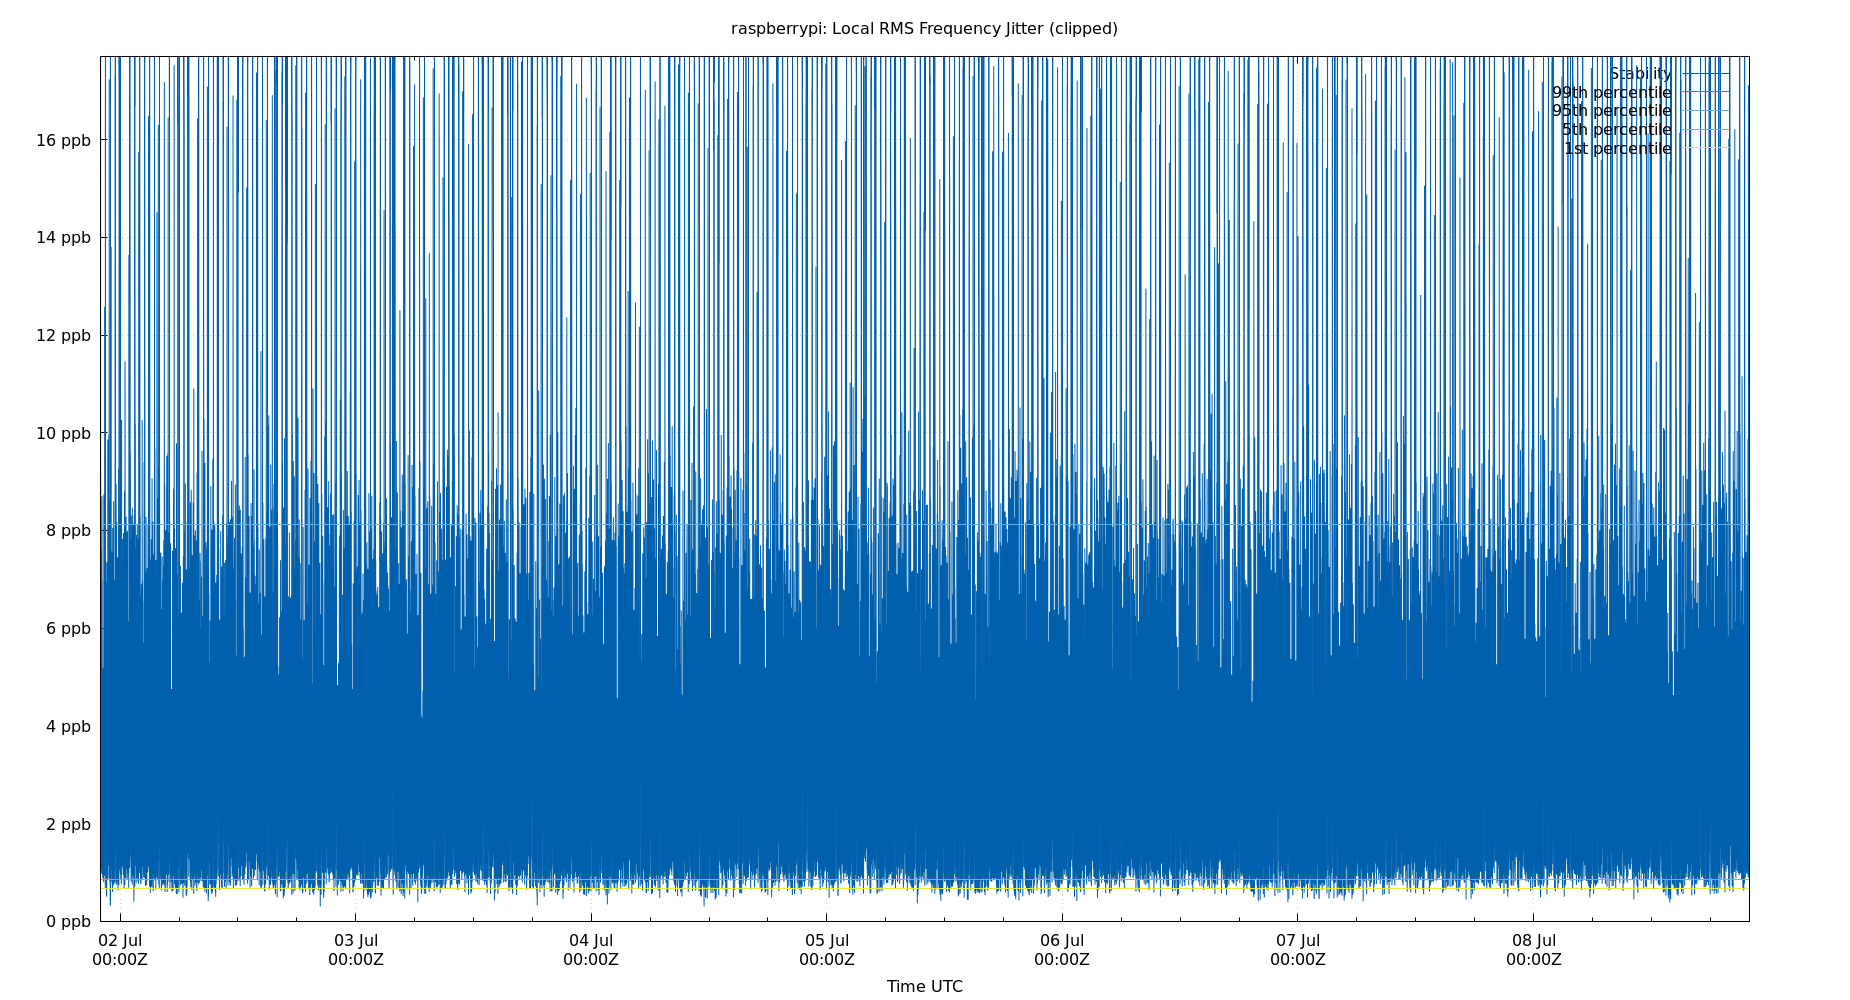 raspberrypi: Local RMS Frequency Jitter (clipped)
Stability
99th percentile
95th percentile
5th percentile
1st percentile
16 ppb
14 ppb
12 ppb
10 ppb
8 ppb
6 ppb
4 ppb
2 ppb
0 ppb
02 Jul 03 Jul 04 Jul 05 Jul 06 Jul 07 Jul 08 Jul
00:00Z 00:00Z 00:00Z 00:00Z 00:00Z 00:00Z 00:00Z
Time UTC